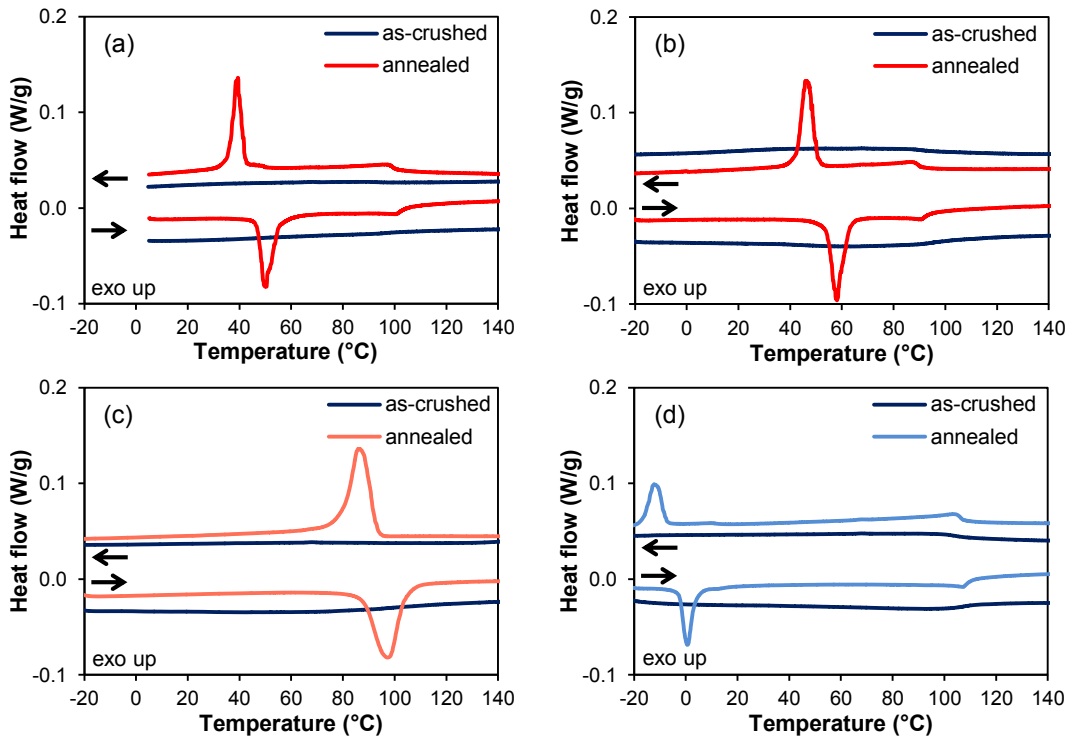 (a)
as-crushed
annealed
Heat flow (W/g)
0.2
0.1
0.0
-0.1
exo up
-20 0 20 40 60 80 100 120 140
Temperature (°C)
(b)
as-crushed
annealed
Heat flow (W/g)
0.2
0.1
0.0
-0.1
exo up
-20 0 20 40 60 80 100 120 140
Temperature (°C)
(c)
as-crushed
annealed
Heat flow (W/g)
0.2
0.1
0.0
-0.1
exo up
-20 0 20 40 60 80 100 120 140
Temperature (°C)
(d)
as-crushed
annealed
Heat flow (W/g)
0.2
0.1
0.0
-0.1
exo up
-20 0 20 40 60 80 100 120 140
Temperature (°C)